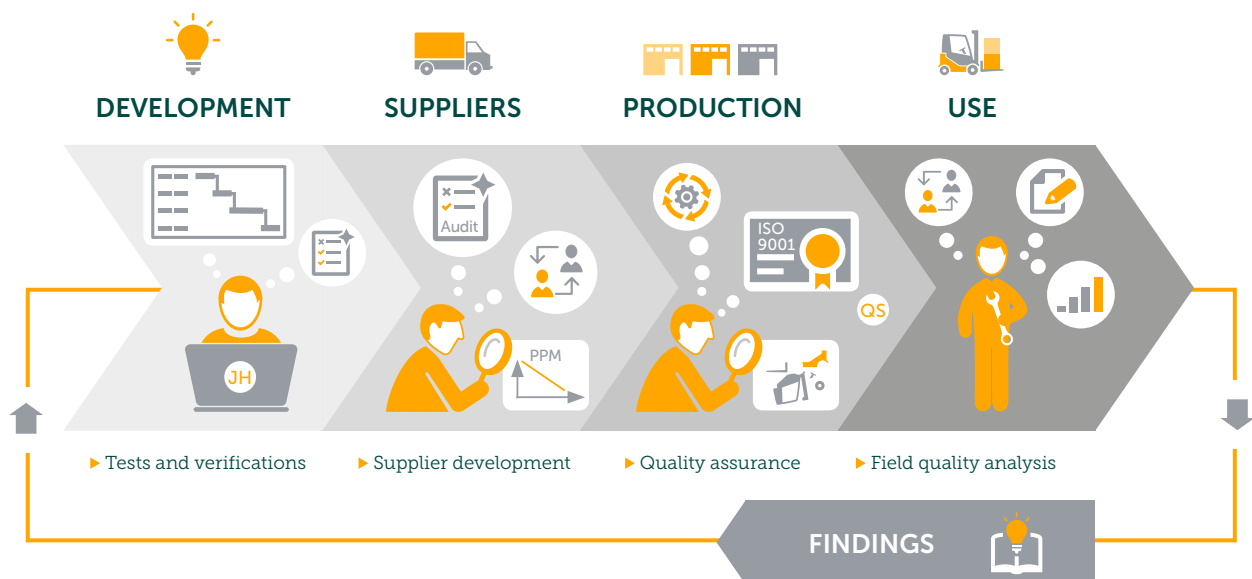 DEVELOPMENT
SUPPLIERS
PRODUCTION
USE
Audit
ISO
9001
QS
PPM
JH
Tests and verifications
Supplier development
Quality assurance
Field quality analysis
FINDINGS